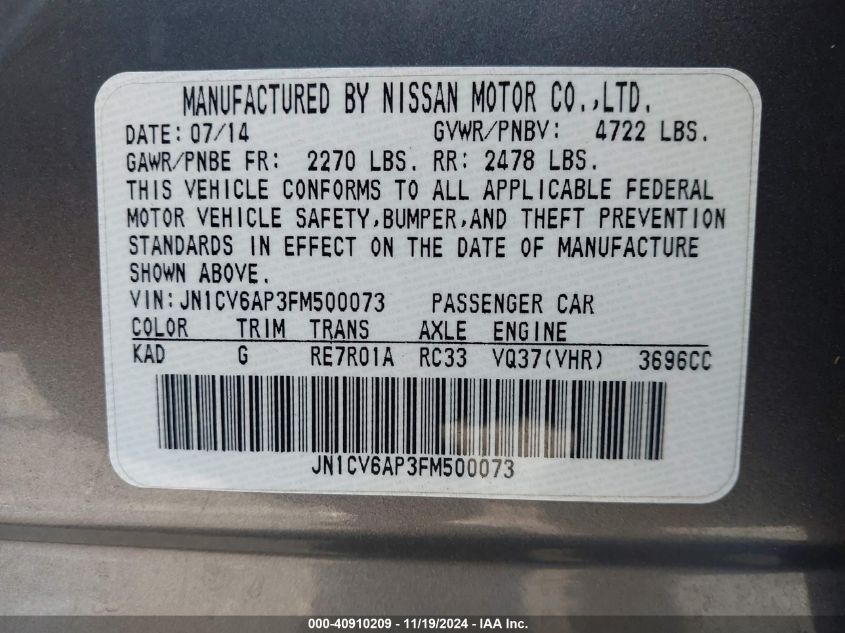 MANUFACTURED BY NISSAN MOTOR CO.,LTD.
DATE: 07/14 GVWR/PNBV: 4722 LBS.
GAWR/PNBE FR: 2270 LBS. RR: 2478 LBS.
THIS VEHICLE CONFORMS TO ALL APPLICABLE FEDERAL
MOTOR VEHICLE SAFETY,BUMPER,AND THEFT PREVENTION
STANDARDS IN EFFECT ON THE DATE OF MANUFACTURE
SHOWN ABOVE.
VIN:JN1CV6AP3FM500073 PASSENGER CAR
COLOR TRIM TRANS AXLE ENGINE
KAD G RE7R01A RC33 VQ37(VHR) 3696CC
JN1CV6AP3FM500073
000-40910209 - 11/19/2024 - IAA Inc.